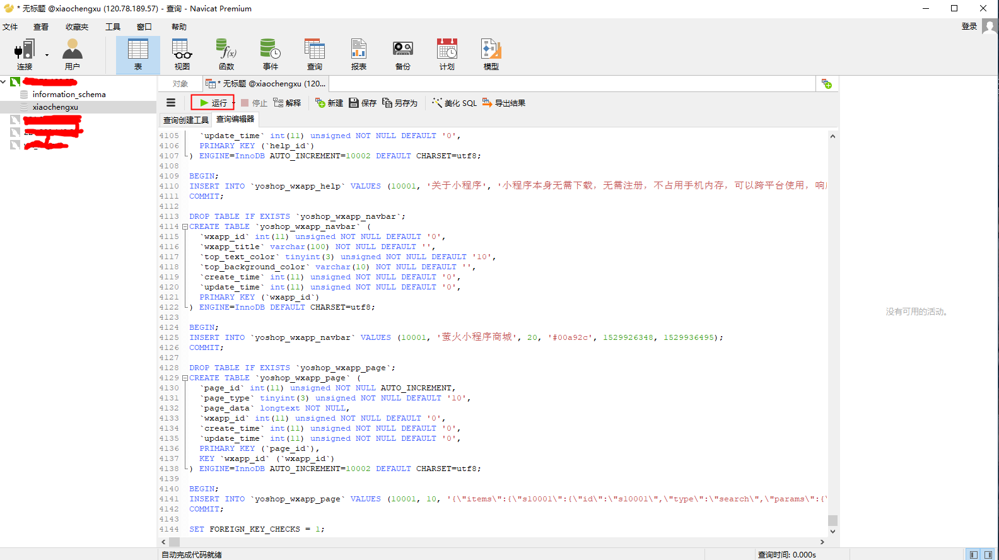 * 无标题 @xiaochengxu (120.78.189.57) - 查询 - Navicat Premium
文件 查看 收藏夹 工具 窗口 帮助 登录
连接 用户 表 视图 函数 事件 查询 报表 备份 计划 模型
对象 * 无标题 @xiaochengxu (120...
information_schema
xiaochengxu
运行 停止 解释 新建 保存 另存为 美化 SQL 导出结果
查询创建工具 查询编辑器
4105 `update_time` int(11) unsigned NOT NULL DEFAULT '0',
4106 PRIMARY KEY (`help_id`)
4107 ) ENGINE=InnoDB AUTO_INCREMENT=10002 DEFAULT CHARSET=utf8;
4108
4109 BEGIN;
4110 INSERT INTO `yoshop_wxapp_help` VALUES (10001, '关于小程序', '小程序本身无需下载，无需注册，不占用手机内存，可以跨平台使用，响
4111 COMMIT;
4112
4113 DROP TABLE IF EXISTS `yoshop_wxapp_navbar`;
4114 CREATE TABLE `yoshop_wxapp_navbar` (
4115 `wxapp_id` int(11) unsigned NOT NULL DEFAULT '0',
4116 `wxapp_title` varchar(100) NOT NULL DEFAULT '',
4117 `top_text_color` tinyint(3) unsigned NOT NULL DEFAULT '10',
4118 `top_background_color` varchar(10) NOT NULL DEFAULT '',
4119 `create_time` int(11) unsigned NOT NULL DEFAULT '0',
4120 `update_time` int(11) unsigned NOT NULL DEFAULT '0',
4121 PRIMARY KEY (`wxapp_id`)
4122 ) ENGINE=InnoDB DEFAULT CHARSET=utf8;
4123
4124 BEGIN;
4125 INSERT INTO `yoshop_wxapp_navbar` VALUES (10001, '萤火小程序商城', 20, '#00a92c', 1529926348, 1529936495);
4126 COMMIT;
4127
4128 DROP TABLE IF EXISTS `yoshop_wxapp_page`;
4129 CREATE TABLE `yoshop_wxapp_page` (
4130 `page_id` int(11) unsigned NOT NULL AUTO_INCREMENT,
4131 `page_type` tinyint(3) unsigned NOT NULL DEFAULT '10',
4132 `page_data` longtext NOT NULL,
4133 `wxapp_id` int(11) unsigned NOT NULL DEFAULT '0',
4134 `create_time` int(11) unsigned NOT NULL DEFAULT '0',
4135 `update_time` int(11) unsigned NOT NULL DEFAULT '0',
4136 PRIMARY KEY (`page_id`),
4137 KEY `wxapp_id` (`wxapp_id`)
4138 ) ENGINE=InnoDB AUTO_INCREMENT=10002 DEFAULT CHARSET=utf8;
4139
4140 BEGIN;
4141 INSERT INTO `yoshop_wxapp_page` VALUES (10001, 10, '{\"items\":{\"s10001\":{\"id\":\"s10001\",\"type\":\"search\",\"params\":{\
4142 COMMIT;
4143
4144 SET FOREIGN_KEY_CHECKS = 1;
没有可用的活动。
自动完成代码就绪 查询时间: 0.000s